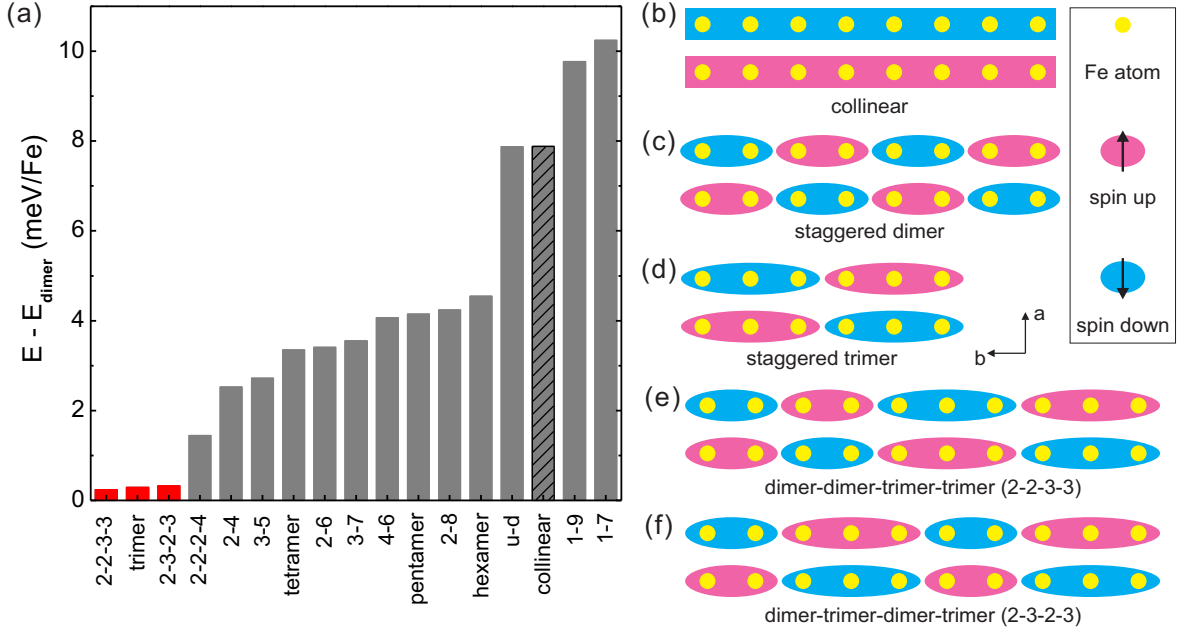 (a)
E - E_dimer (meV/Fe)
10
8
6
4
2
0
2-2-3-3
trimer
2-3-2-3
2-2-2-4
2-4
3-5
tetramer
2-6
3-7
4-6
pentamer
2-8
hexamer
u-d
collinear
1-9
1-7
(b)
collinear
(c)
staggered dimer
(d)
staggered trimer
a
b
Fe atom
spin up
spin down
(e)
dimer-dimer-trimer-trimer (2-2-3-3)
(f)
dimer-trimer-dimer-trimer (2-3-2-3)